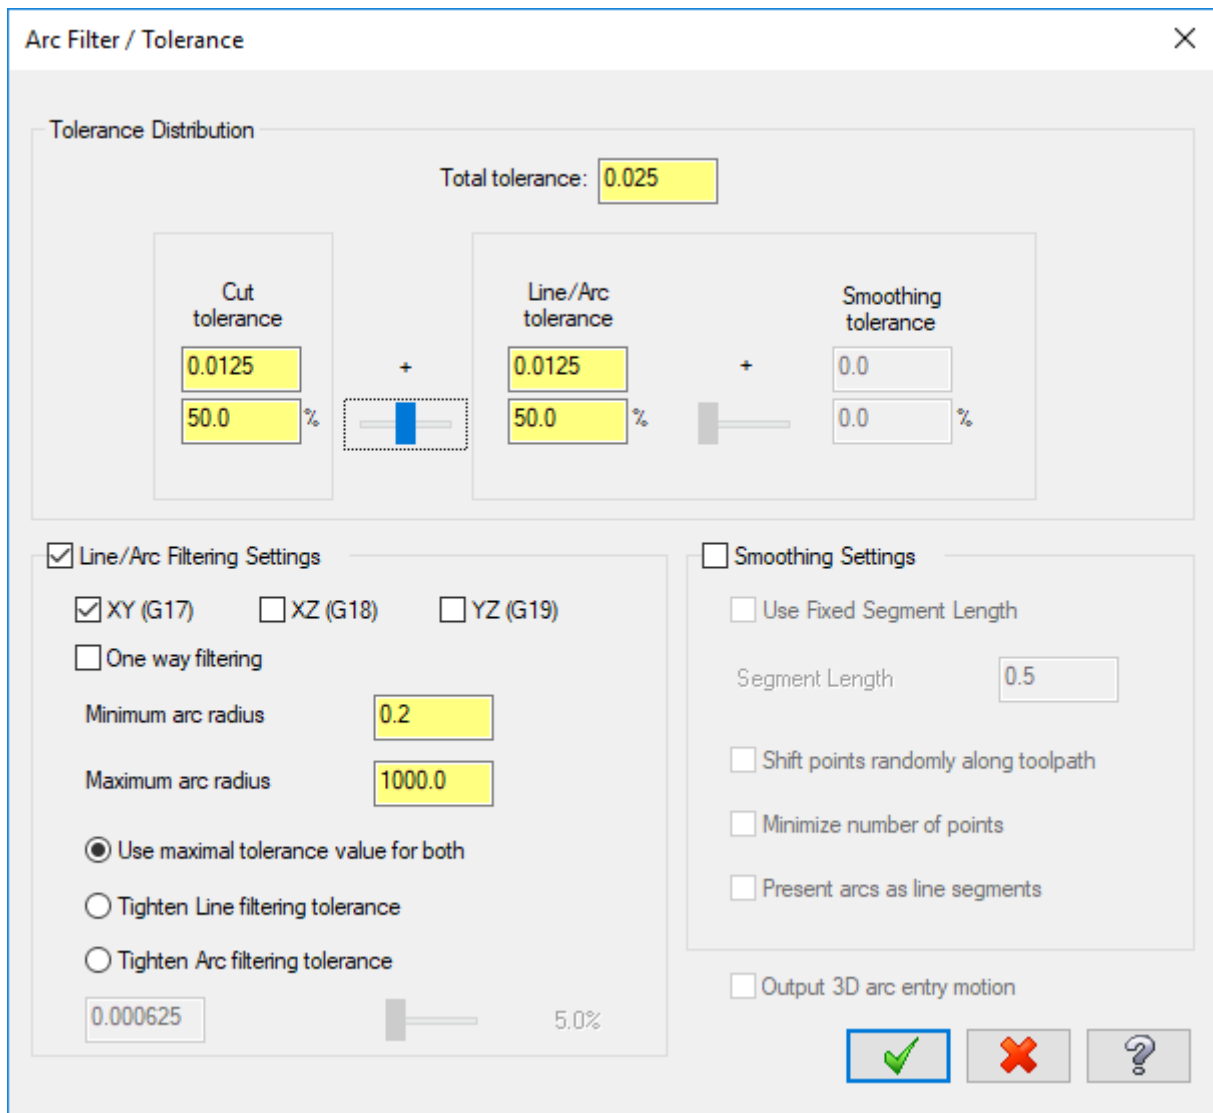 Arc Filter / Tolerance
Tolerance Distribution
Total tolerance: 0.025
Cut
tolerance
0.0125
50.0 %
+
Line/Arc
tolerance
0.0125
50.0 %
+
Smoothing
tolerance
0.0
0.0 %
Line/Arc Filtering Settings
XY (G17) XZ (G18) YZ (G19)
One way filtering
Minimum arc radius 0.2
Maximum arc radius 1000.0
Use maximal tolerance value for both
Tighten Line filtering tolerance
Tighten Arc filtering tolerance
0.000625 5.0%
Smoothing Settings
Use Fixed Segment Length
Segment Length 0.5
Shift points randomly along toolpath
Minimize number of points
Present arcs as line segments
Output 3D arc entry motion
?